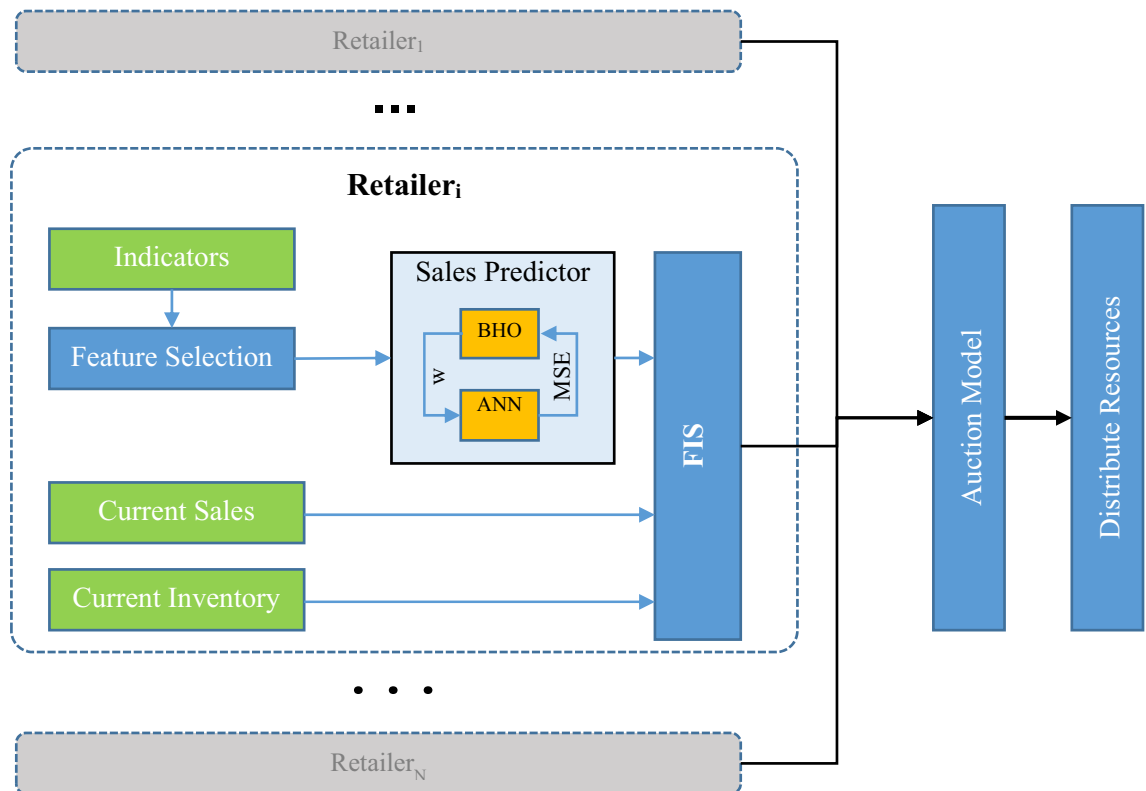 Retailer₁
...
Retailerᵢ
Indicators
Feature Selection
Sales Predictor
BHO
w
MSE
ANN
Current Sales
Current Inventory
FIS
Auction Model
Distribute Resources
. . .
Retailer_N